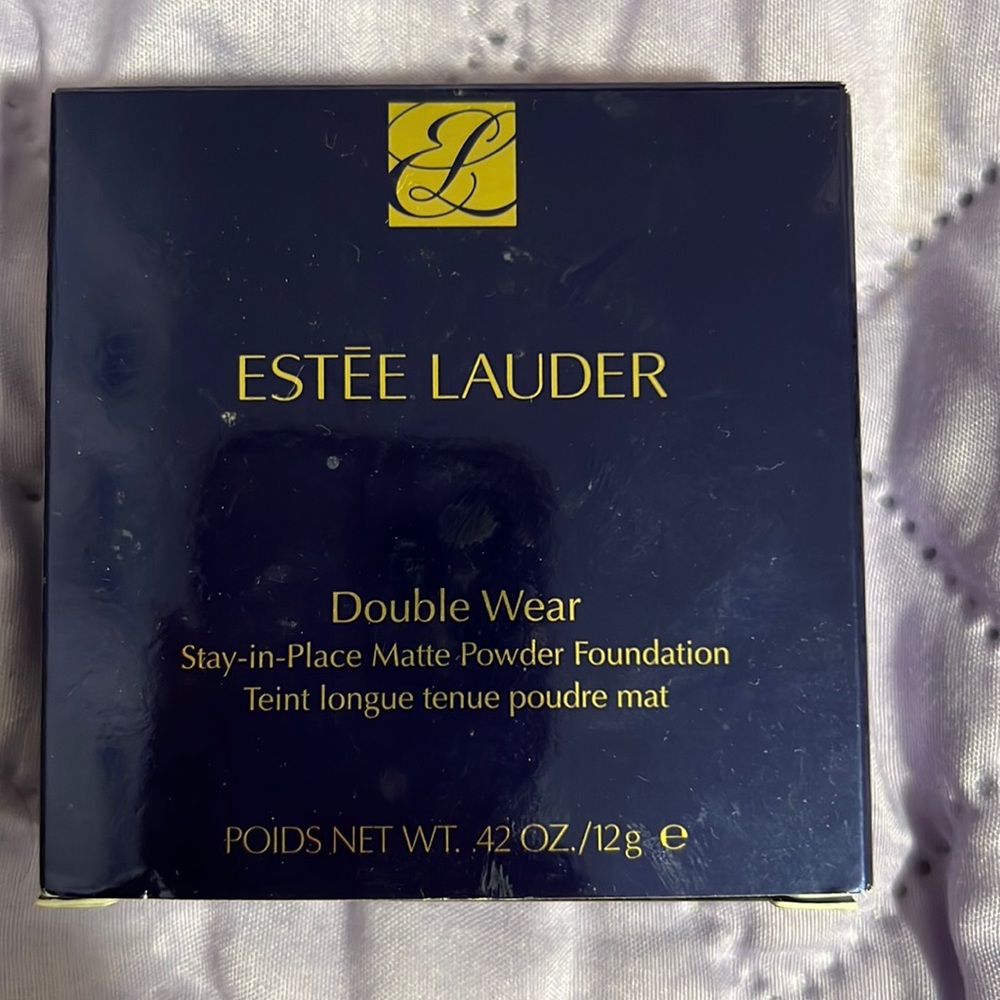 EL
ESTĒE LAUDER
Double Wear
Stay-in-Place Matte Powder Foundation
Teint longue tenue poudre mat
POIDS NET WT. .42 OZ./12g ℮